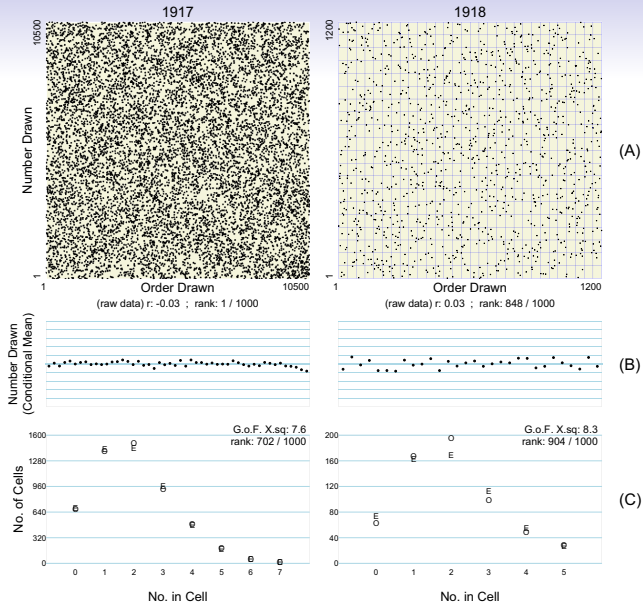 1917
1918
10500
Number Drawn
1
1
Order Drawn
10500
(raw data) r: -0.03 ; rank: 1 / 1000
1200
1
1
Order Drawn
1200
(raw data) r: 0.03 ; rank: 848 / 1000
(A)
Number Drawn
(Conditional Mean)
(B)
G.o.F. X.sq: 7.6
rank: 702 / 1000
1600
1280
960
640
320
0
No. of Cells
E E E E E E E E
O O O O O O O O
0 1 2 3 4 5 6 7
No. in Cell
G.o.F. X.sq: 8.3
rank: 904 / 1000
200
160
120
80
40
0
E E E E E E
O O O O O O
0 1 2 3 4 5
No. in Cell
(C)